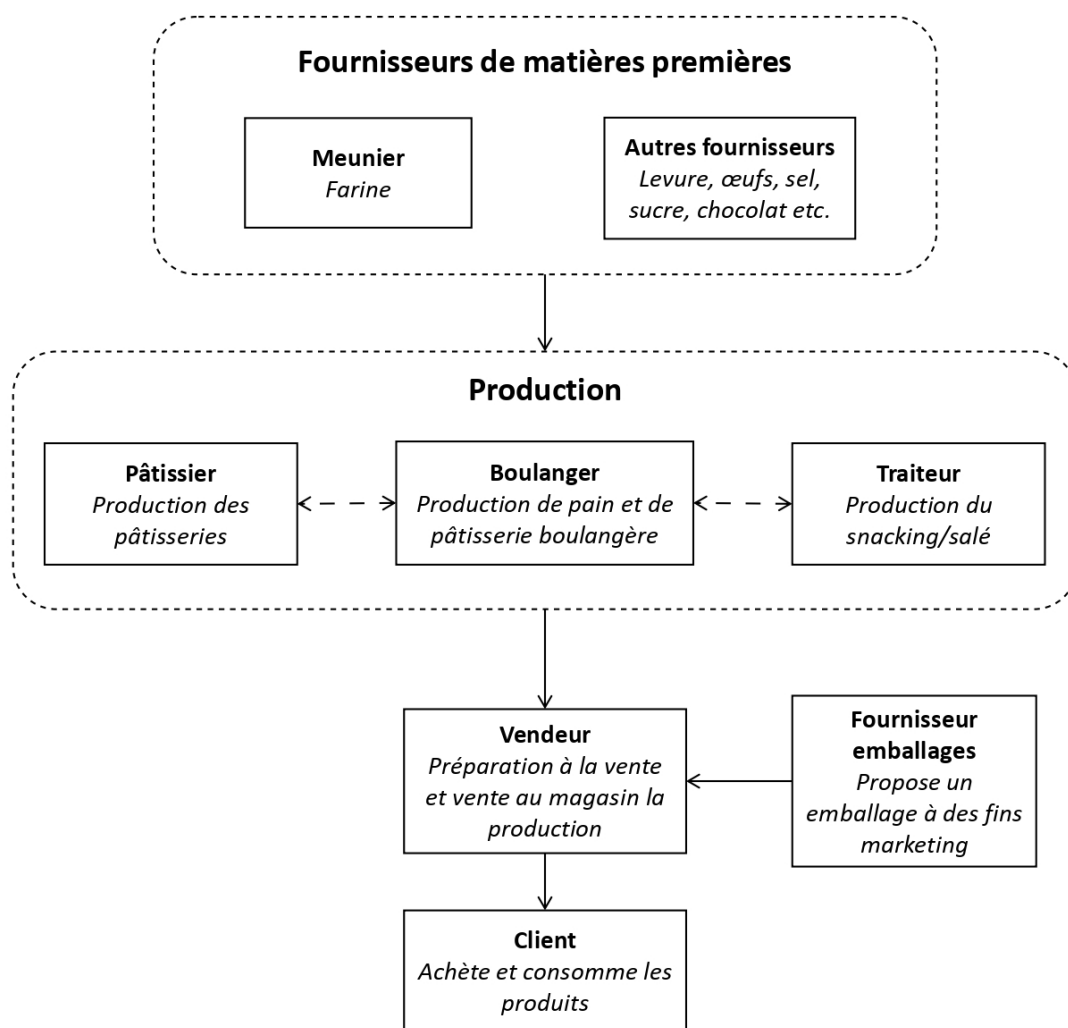 Fournisseurs de matières premières
Meunier
Farine
Autres fournisseurs
Levure, œufs, sel,
sucre, chocolat etc.
Production
Pâtissier
Production des
pâtisseries
Boulanger
Production de pain et de
pâtisserie boulangère
Traiteur
Production du
snacking/salé
Vendeur
Préparation à la vente
et vente au magasin la
production
Fournisseur
emballages
Propose un
emballage à des fins
marketing
Client
Achète et consomme les
produits